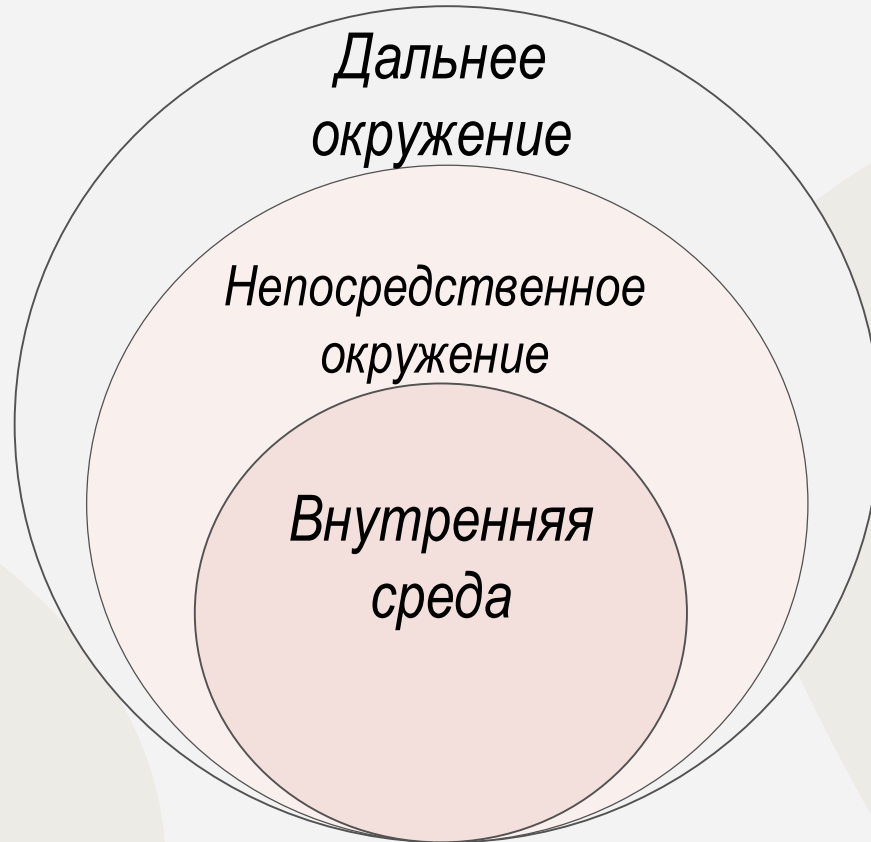 Дальнее
окружение
Непосредственное
окружение
Внутренняя
среда